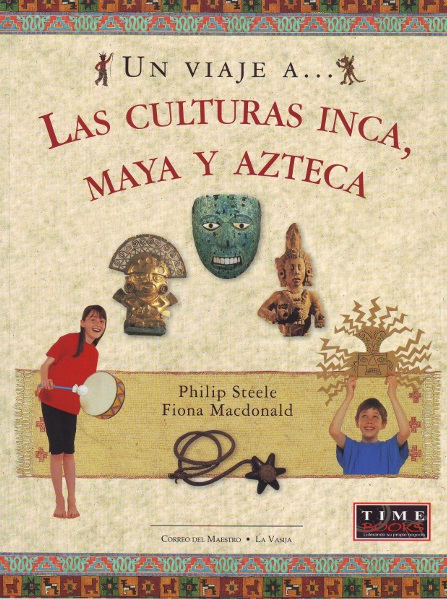 UN VIAJE A...
LAS CULTURAS INCA,
MAYA Y AZTECA
Philip Steele
Fiona Macdonald
CORREO DEL MAESTRO • LA VASIJA
TIME
BOOKS